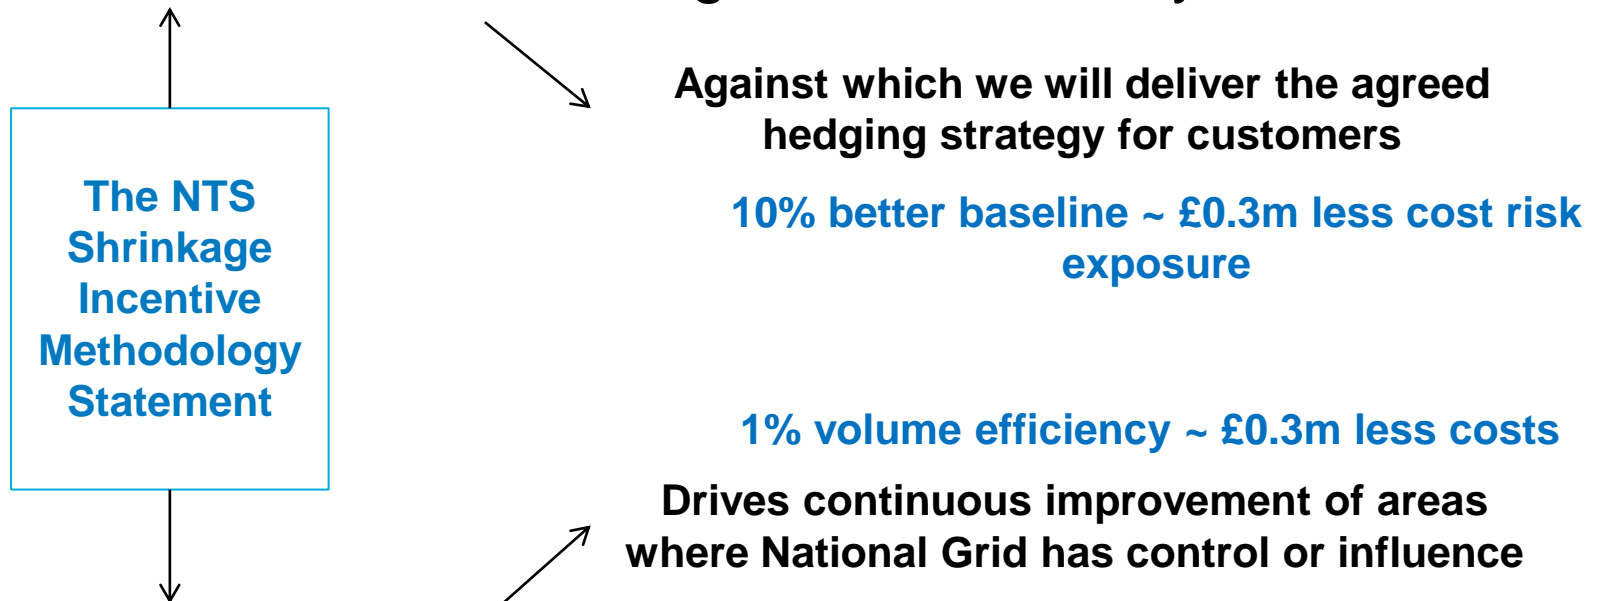 Against which we will deliver the agreed
hedging strategy for customers
The NTS
Shrinkage
Incentive
Methodology
Statement
10% better baseline ~ £0.3m less cost risk
exposure
1% volume efficiency ~ £0.3m less costs
Drives continuous improvement of areas
where National Grid has control or influence